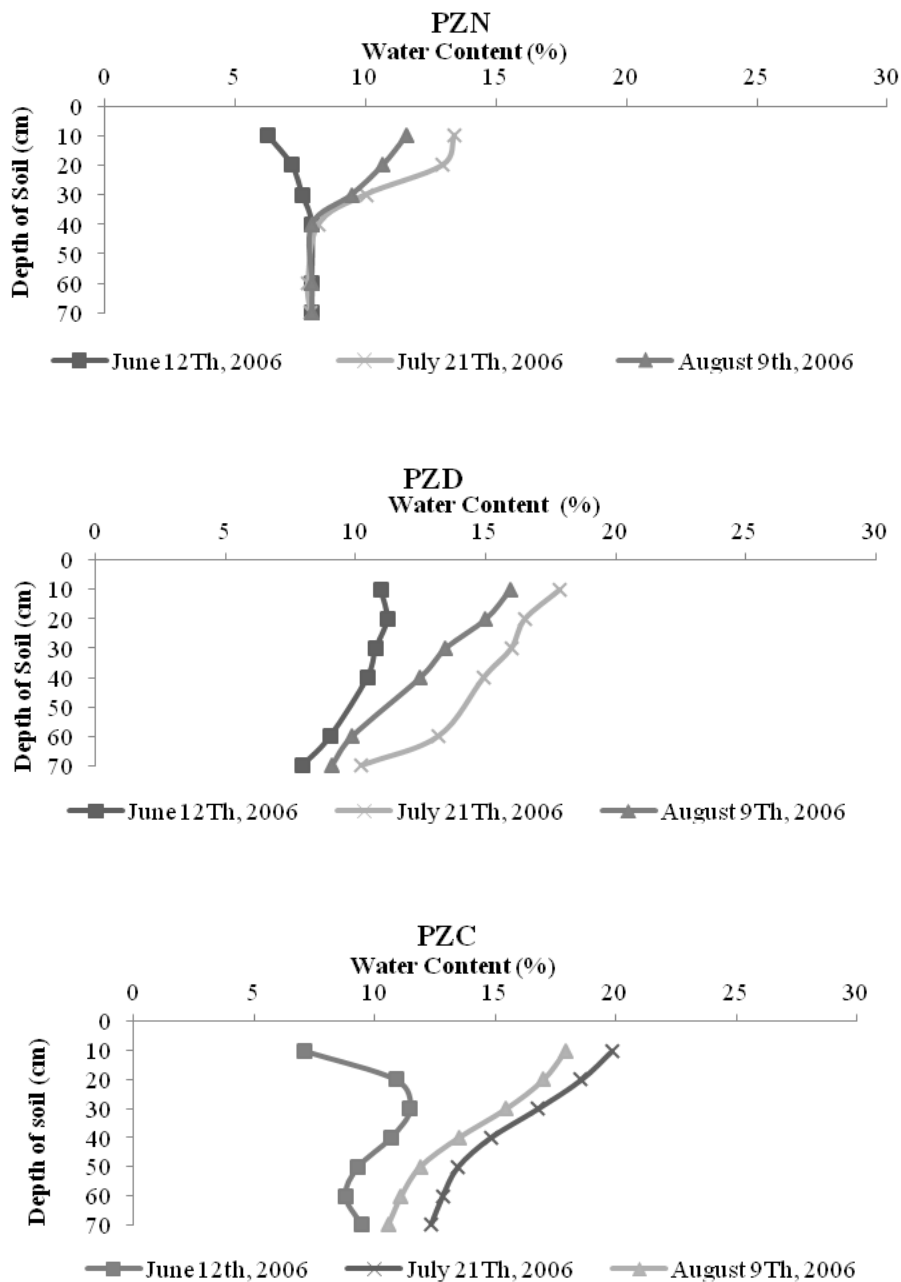 PZN
Water Content (%)
0 5 10 15 20 25 30
Depth of Soil (cm)
0
10
20
30
40
50
60
70
June 12Th, 2006 July 21Th, 2006 August 9th, 2006
PZD
Water Content (%)
0 5 10 15 20 25 30
Depth of Soil (cm)
0
10
20
30
40
50
60
70
June 12Th, 2006 July 21Th, 2006 August 9Th, 2006
PZC
Water Content (%)
0 5 10 15 20 25 30
Depth of soil (cm)
0
10
20
30
40
50
60
70
June 12th, 2006 July 21Th, 2006 August 9Th, 2006